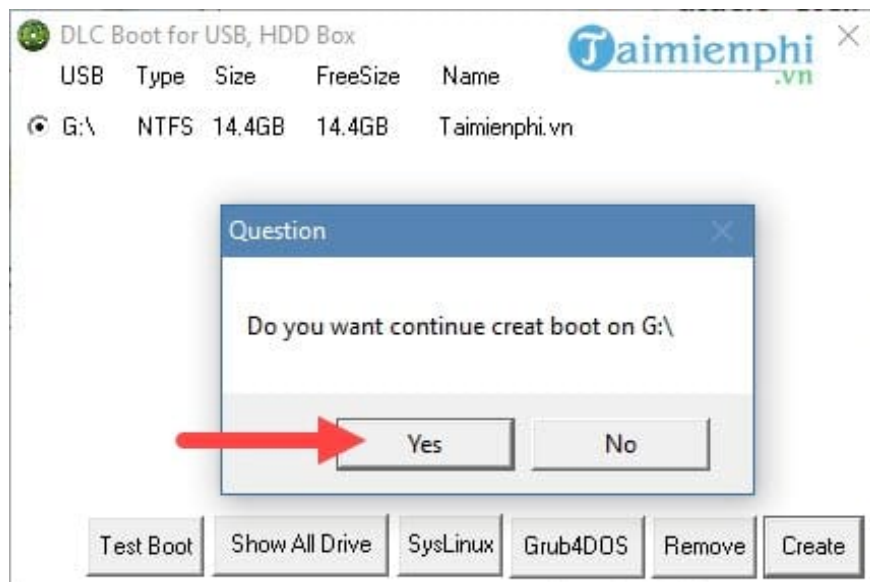 DLC Boot for USB, HDD Box
Taimienphi
.vn
USB Type Size FreeSize Name
G:\ NTFS 14.4GB 14.4GB Taimienphi.vn
Question
Do you want continue creat boot on G:\
Yes No
Test Boot Show All Drive SysLinux Grub4DOS Remove Create